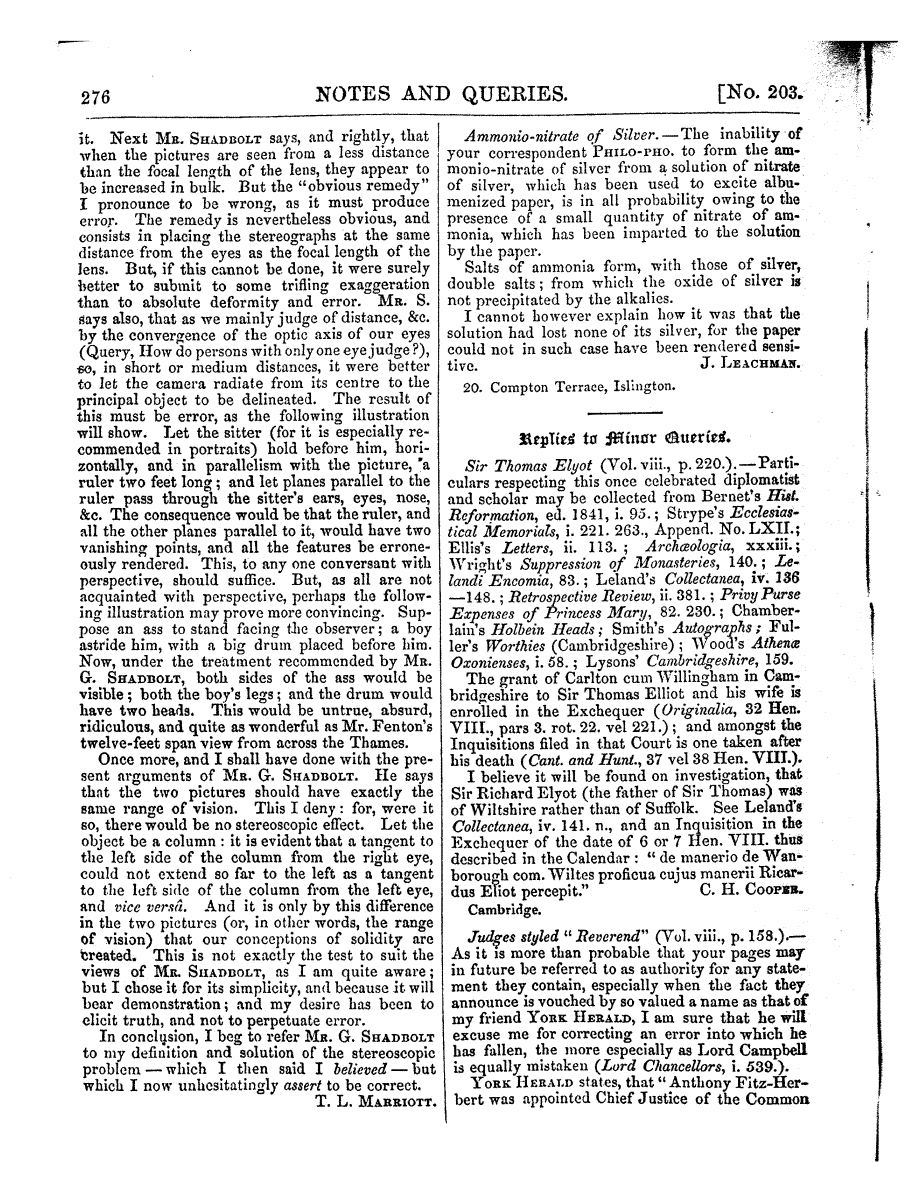 276 NOTES AND QUERIES. [No. 203.
it. Next MR. SHADBOLT says, and rightly, that
when the pictures are seen from a less distance
than the focal length of the lens, they appear to
be increased in bulk. But the "obvious remedy"
I pronounce to be wrong, as it must produce
error. The remedy is nevertheless obvious, and
consists in placing the stereographs at the same
distance from the eyes as the focal length of the
lens. But, if this cannot be done, it were surely
better to submit to some trifling exaggeration
than to absolute deformity and error. MR. S.
says also, that as we mainly judge of distance, &c.
by the convergence of the optic axis of our eyes
(Query, How do persons with only one eye judge?),
so, in short or medium distances, it were better
to let the camera radiate from its centre to the
principal object to be delineated. The result of
this must be error, as the following illustration
will show. Let the sitter (for it is especially re-
commended in portraits) hold before him, hori-
zontally, and in parallelism with the picture, a
ruler two feet long; and let planes parallel to the
ruler pass through the sitter's ears, eyes, nose,
&c. The consequence would be that the ruler, and
all the other planes parallel to it, would have two
vanishing points, and all the features be errone-
ously rendered. This, to any one conversant with
perspective, should suffice. But, as all are not
acquainted with perspective, perhaps the follow-
ing illustration may prove more convincing. Sup-
pose an ass to stand facing the observer; a boy
astride him, with a big drum placed before him.
Now, under the treatment recommended by MR.
G. SHADBOLT, both sides of the ass would be
visible; both the boy's legs; and the drum would
have two heads. This would be untrue, absurd,
ridiculous, and quite as wonderful as Mr. Fenton's
twelve-feet span view from across the Thames.
Once more, and I shall have done with the pre-
sent arguments of MR. G. SHADBOLT. He says
that the two pictures should have exactly the
same range of vision. This I deny: for, were it
so, there would be no stereoscopic effect. Let the
object be a column: it is evident that a tangent to
the left side of the column from the right eye,
could not extend so far to the left as a tangent
to the left side of the column from the left eye,
and vice versâ. And it is only by this difference
in the two pictures (or, in other words, the range
of vision) that our conceptions of solidity are
created. This is not exactly the test to suit the
views of MR. SHADBOLT, as I am quite aware;
but I chose it for its simplicity, and because it will
bear demonstration; and my desire has been to
elicit truth, and not to perpetuate error.
In conclusion, I beg to refer MR. G. SHADBOLT
to my definition and solution of the stereoscopic
problem — which I then said I believed — but
which I now unhesitatingly assert to be correct.
T. L. MARRIOTT.
Ammonio-nitrate of Silver. — The inability of
your correspondent PHILO-PHO. to form the am-
monio-nitrate of silver from a solution of nitrate
of silver, which has been used to excite albu-
menized paper, is in all probability owing to the
presence of a small quantity of nitrate of am-
monia, which has been imparted to the solution
by the paper.
Salts of ammonia form, with those of silver,
double salts; from which the oxide of silver is
not precipitated by the alkalies.
I cannot however explain how it was that the
solution had lost none of its silver, for the paper
could not in such case have been rendered sensi-
tive. J. LEACHMAN.
20. Compton Terrace, Islington.
Replies to Minor Queries.
Sir Thomas Elyot (Vol. viii., p. 220.). — Parti-
culars respecting this once celebrated diplomatist
and scholar may be collected from Bernet's Hist.
Reformation, ed. 1841, i. 95.; Strype's Ecclesias-
tical Memorials, i. 221. 263., Append. No. LXII.;
Ellis's Letters, ii. 113. ; Archæologia, xxxiii.;
Wright's Suppression of Monasteries, 140. ; Le-
landi Encomia, 83. ; Leland's Collectanea, iv. 136
—148. ; Retrospective Review, ii. 381. ; Privy Purse
Expenses of Princess Mary, 82. 230. ; Chamber-
lain's Holbein Heads; Smith's Autographs; Ful-
ler's Worthies (Cambridgeshire) ; Wood's Athenæ
Oxonienses, i. 58. ; Lysons' Cambridgeshire, 159.
The grant of Carlton cum Willingham in Cam-
bridgeshire to Sir Thomas Elliot and his wife is
enrolled in the Exchequer (Originalia, 32 Hen.
VIII., pars 3. rot. 22. vel 221.) ; and amongst the
Inquisitions filed in that Court is one taken after
his death (Cant. and Hunt., 37 vel 38 Hen. VIII.).
I believe it will be found on investigation, that
Sir Richard Elyot (the father of Sir Thomas) was
of Wiltshire rather than of Suffolk. See Leland's
Collectanea, iv. 141. n., and an Inquisition in the
Exchequer of the date of 6 or 7 Hen. VIII. thus
described in the Calendar: "de manerio de Wan-
borough com. Wiltes proficua cujus manerii Ricar-
dus Eliot percepit." C. H. COOPER.
Cambridge.
Judges styled "Reverend" (Vol. viii., p. 158.).—
As it is more than probable that your pages may
in future be referred to as authority for any state-
ment they contain, especially when the fact they
announce is vouched by so valued a name as that of
my friend YORK HERALD, I am sure that he will
excuse me for correcting an error into which he
has fallen, the more especially as Lord Campbell
is equally mistaken (Lord Chancellors, i. 539.).
YORK HERALD states, that "Anthony Fitz-Her-
bert was appointed Chief Justice of the Common